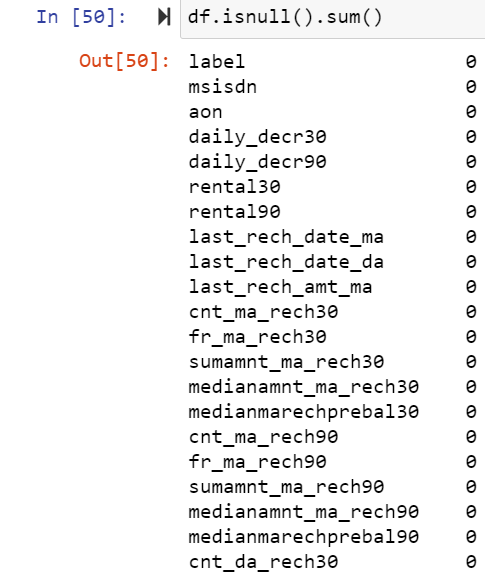 In [50]: df.isnull().sum()
Out[50]: label 0
msisdn 0
aon 0
daily_decr30 0
daily_decr90 0
rental30 0
rental90 0
last_rech_date_ma 0
last_rech_date_da 0
last_rech_amt_ma 0
cnt_ma_rech30 0
fr_ma_rech30 0
sumamnt_ma_rech30 0
medianamnt_ma_rech30 0
medianmarechprebal30 0
cnt_ma_rech90 0
fr_ma_rech90 0
sumamnt_ma_rech90 0
medianamnt_ma_rech90 0
medianmarechprebal90 0
cnt_da_rech30 0